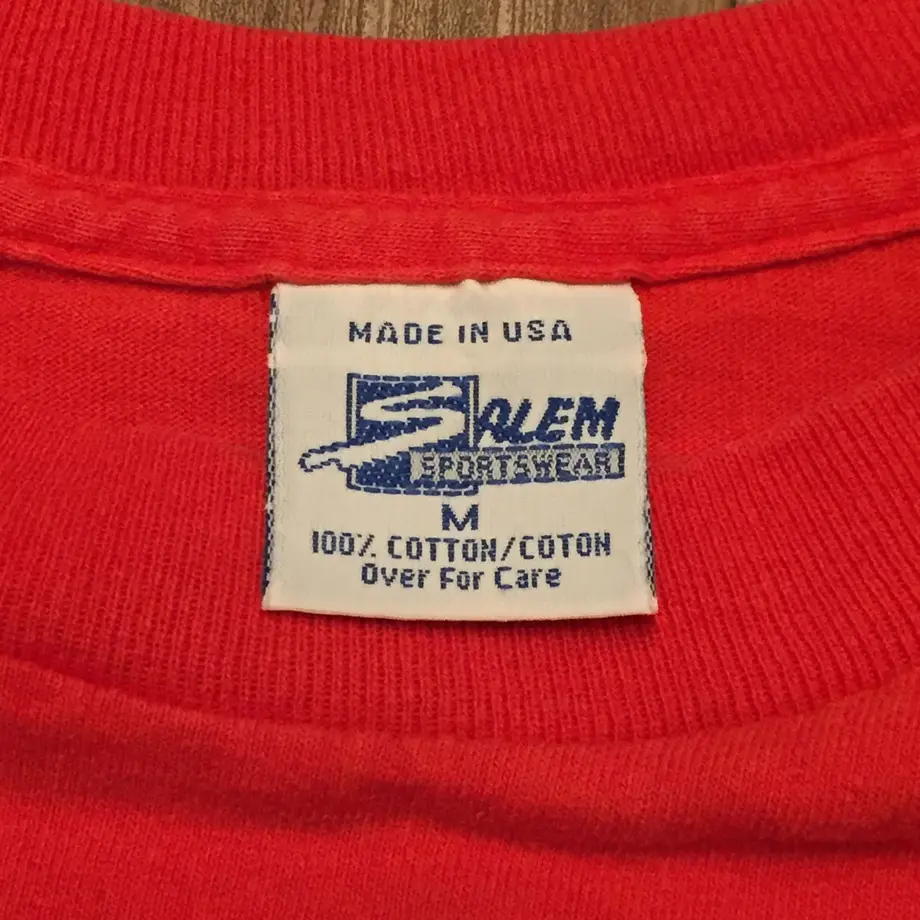 MADE IN USA
SALEM
SPORTSWEAR
M
100% COTTON/COTON
Over For Care